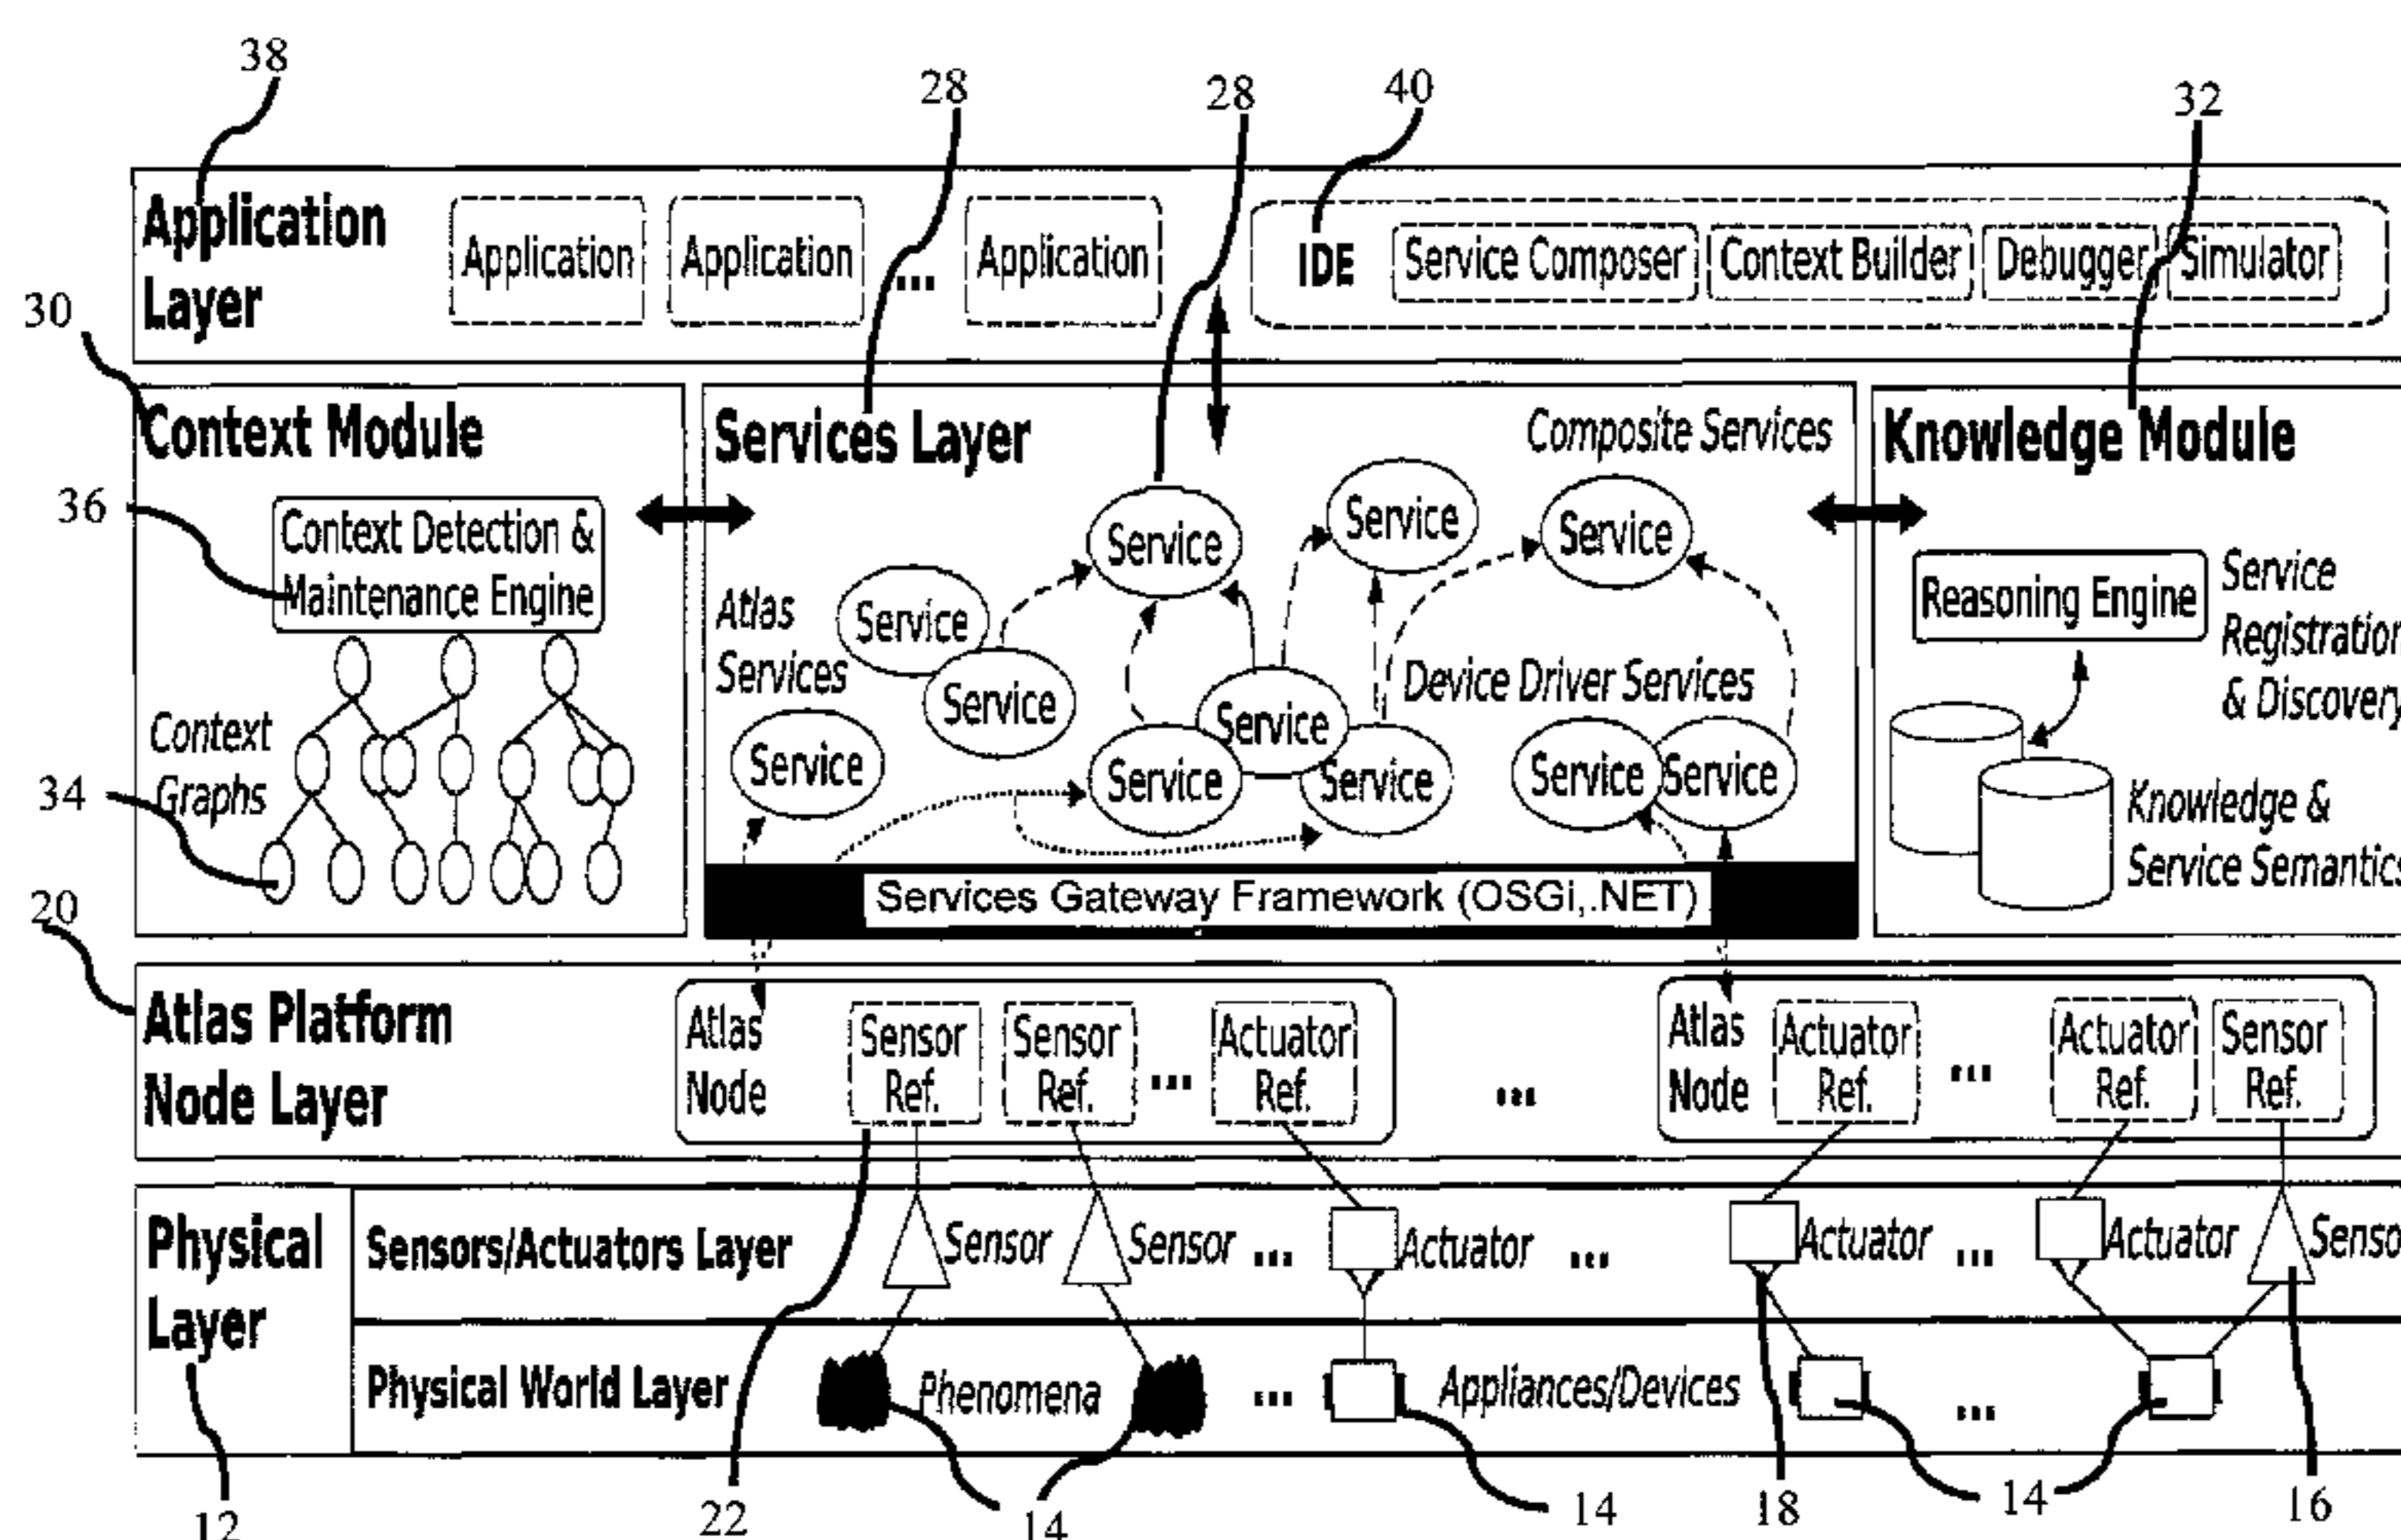 38
28
28
40
32
Application
Layer
Application
Application
...
Application
IDE
Service Composer
Context Builder
Debugger
Simulator
30
Context Module
36
Context Detection &
Maintenance Engine
Context
Graphs
34
Services Layer
Composite Services
Service
Service
Service
Atlas
Services
Service
Service
Device Driver Services
Service
Service
Service
Service
Service
Service
Services Gateway Framework (OSGi,.NET)
Knowledge Module
Reasoning Engine
Service
Registration
& Discovery
Knowledge &
Service Semantics
20
Atlas Platform
Node Layer
Atlas
Node
Sensor
Ref.
Sensor
Ref.
...
Actuator
Ref.
...
Atlas
Node
Actuator
Ref.
...
Actuator
Ref.
Sensor
Ref.
Physical
Layer
Sensors/Actuators Layer
Sensor
Sensor
...
Actuator
...
Actuator
...
Actuator
Senso
Physical World Layer
Phenomena
...
Appliances/Devices
...
12
22
14
14
18
14
16